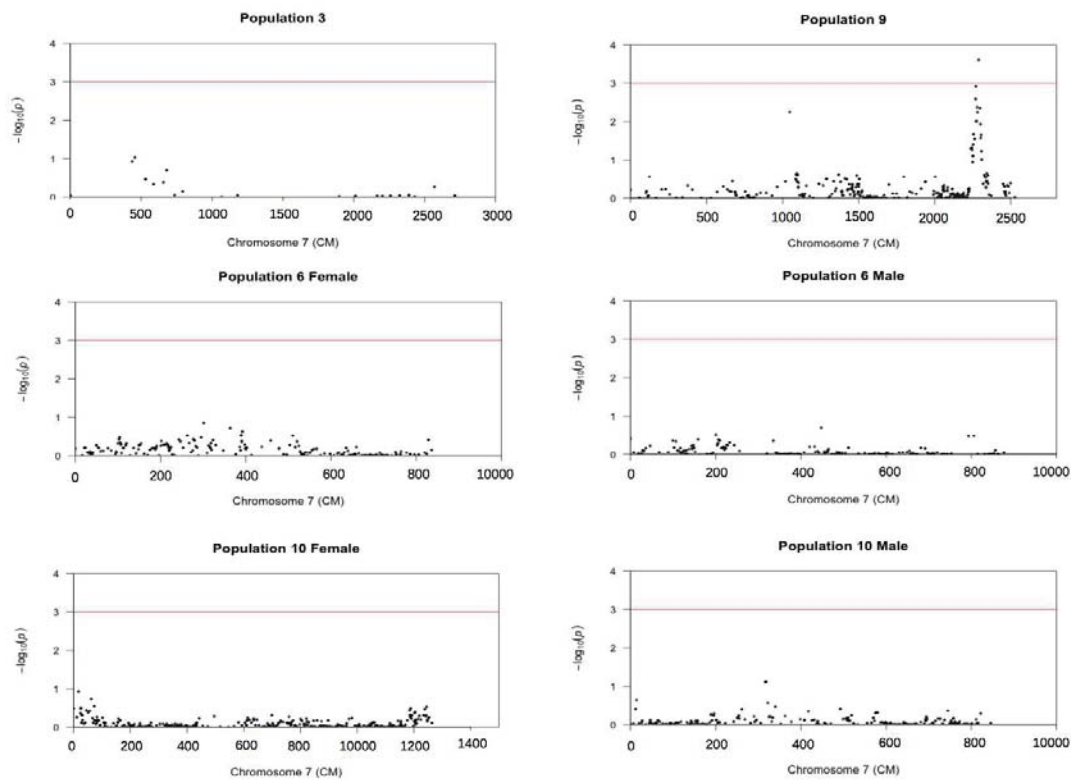 Population 3
4
3
2
1
0
−log10(p)
0 500 1000 1500 2000 2500 3000
Chromosome 7 (CM)
Population 9
4
3
2
1
0
−log10(p)
0 500 1000 1500 2000 2500
Chromosome 7 (CM)
Population 6 Female
4
3
2
1
0
−log10(p)
0 200 400 600 800 10000
Chromosome 7 (CM)
Population 6 Male
4
3
2
1
0
−log10(p)
0 200 400 600 800 10000
Chromosome 7 (CM)
Population 10 Female
4
3
2
1
0
−log10(p)
0 200 400 600 800 10000 1200 1400
Chromosome 7 (CM)
Population 10 Male
4
3
2
1
0
−log10(p)
0 200 400 600 800 10000
Chromosome 7 (CM)